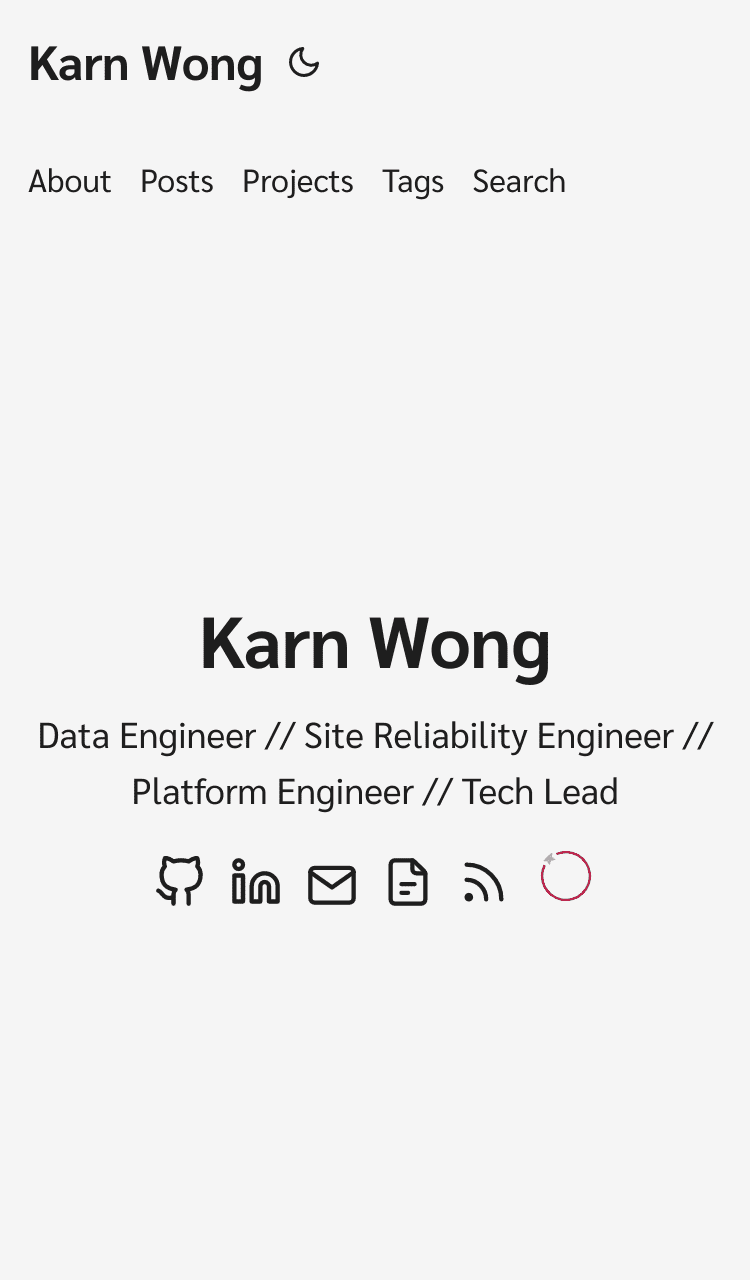 Karn Wong
About Posts Projects Tags Search
Karn Wong
Data Engineer // Site Reliability Engineer //
Platform Engineer // Tech Lead